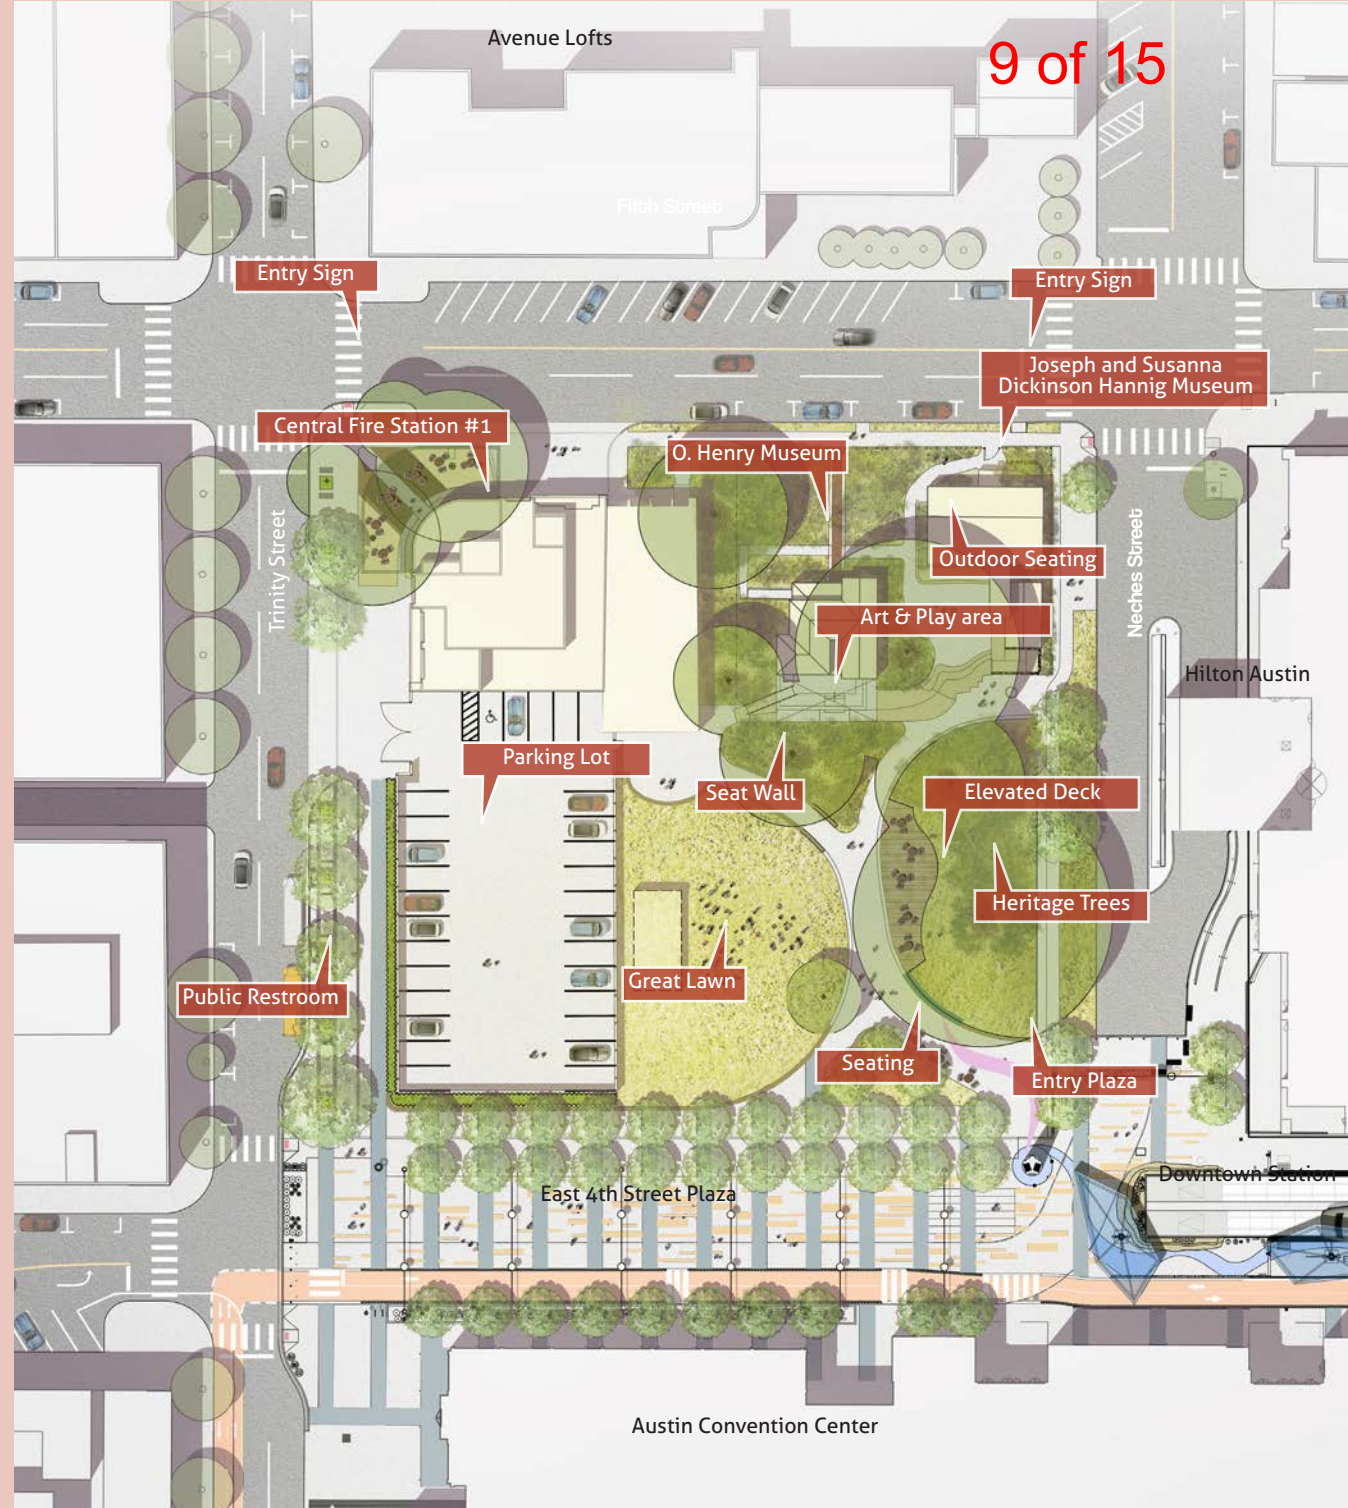 Avenue Lofts
9 of 15
Fifth Street
Entry Sign
Entry Sign
Joseph and Susanna
Dickinson Hannig Museum
Central Fire Station #1
O. Henry Museum
Trinity Street
Outdoor Seating
Neches Street
Art & Play area
Hilton Austin
Parking Lot
Seat Wall
Elevated Deck
Heritage Trees
Great Lawn
Public Restroom
Seating
Entry Plaza
Downtown Station
East 4th Street Plaza
Austin Convention Center